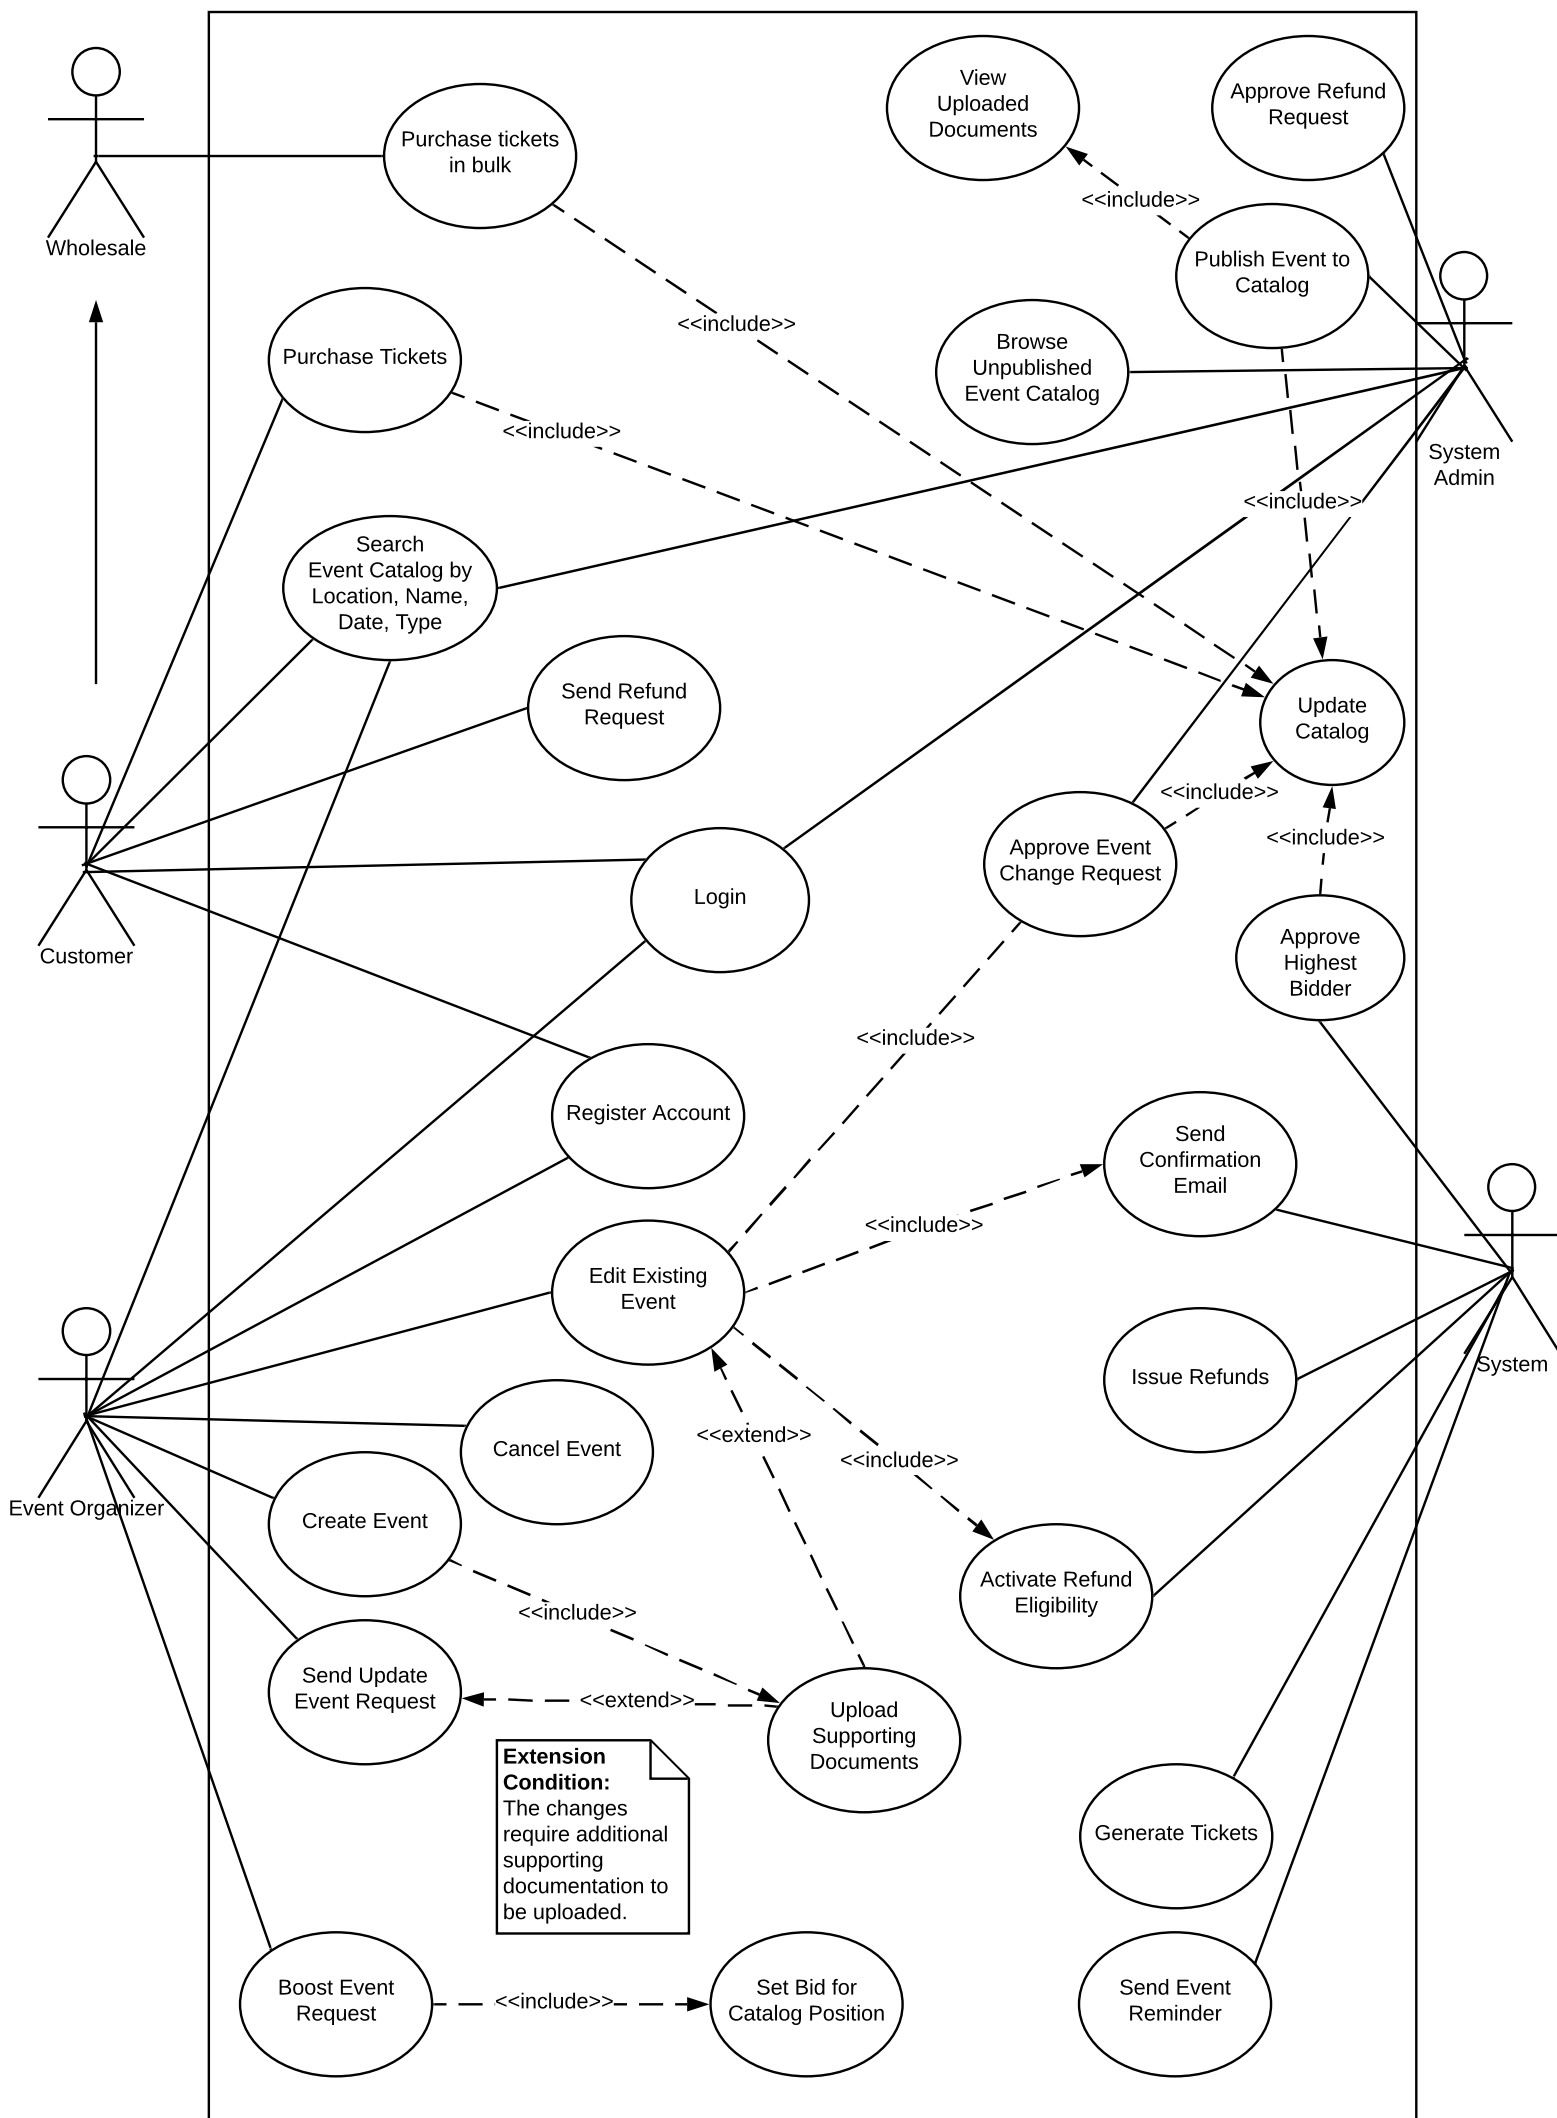 View
Uploaded
Documents
Approve Refund
Request
Purchase tickets
in bulk
<<include>>
Wholesale
Publish Event to
Catalog
<<include>>
Purchase Tickets
Browse
Unpublished
Event Catalog
<<include>>
System
Admin
<<include>>
Search
Event Catalog by
Location, Name,
Date, Type
Send Refund
Request
Update
Catalog
<<include>>
<<include>>
Approve Event
Change Request
Login
Customer
Approve
Highest
Bidder
<<include>>
Register Account
Send
Confirmation
Email
<<include>>
Edit Existing
Event
Issue Refunds
System
<<extend>>
Cancel Event
<<include>>
Event Organizer
Create Event
Activate Refund
Eligibility
<<include>>
Send Update
Event Request
<<extend>>
Upload
Supporting
Documents
Extension
Condition:
The changes
require additional
supporting
documentation to
be uploaded.
Generate Tickets
Boost Event
Request
<<include>>
Set Bid for
Catalog Position
Send Event
Reminder